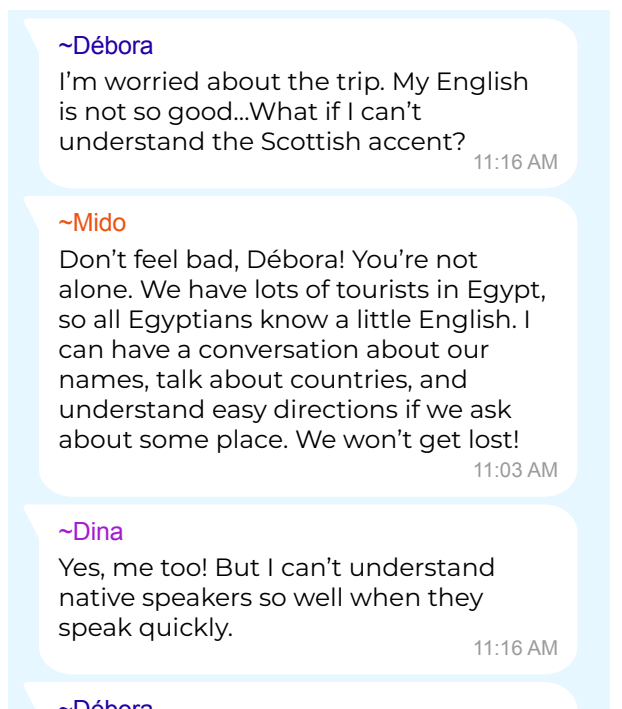 ~Débora
I’m worried about the trip. My English
is not so good...What if I can’t
understand the Scottish accent?
11:16 AM
~Mido
Don’t feel bad, Débora! You’re not
alone. We have lots of tourists in Egypt,
so all Egyptians know a little English. I
can have a conversation about our
names, talk about countries, and
understand easy directions if we ask
about some place. We won’t get lost!
11:03 AM
~Dina
Yes, me too! But I can’t understand
native speakers so well when they
speak quickly.
11:16 AM
~Débora